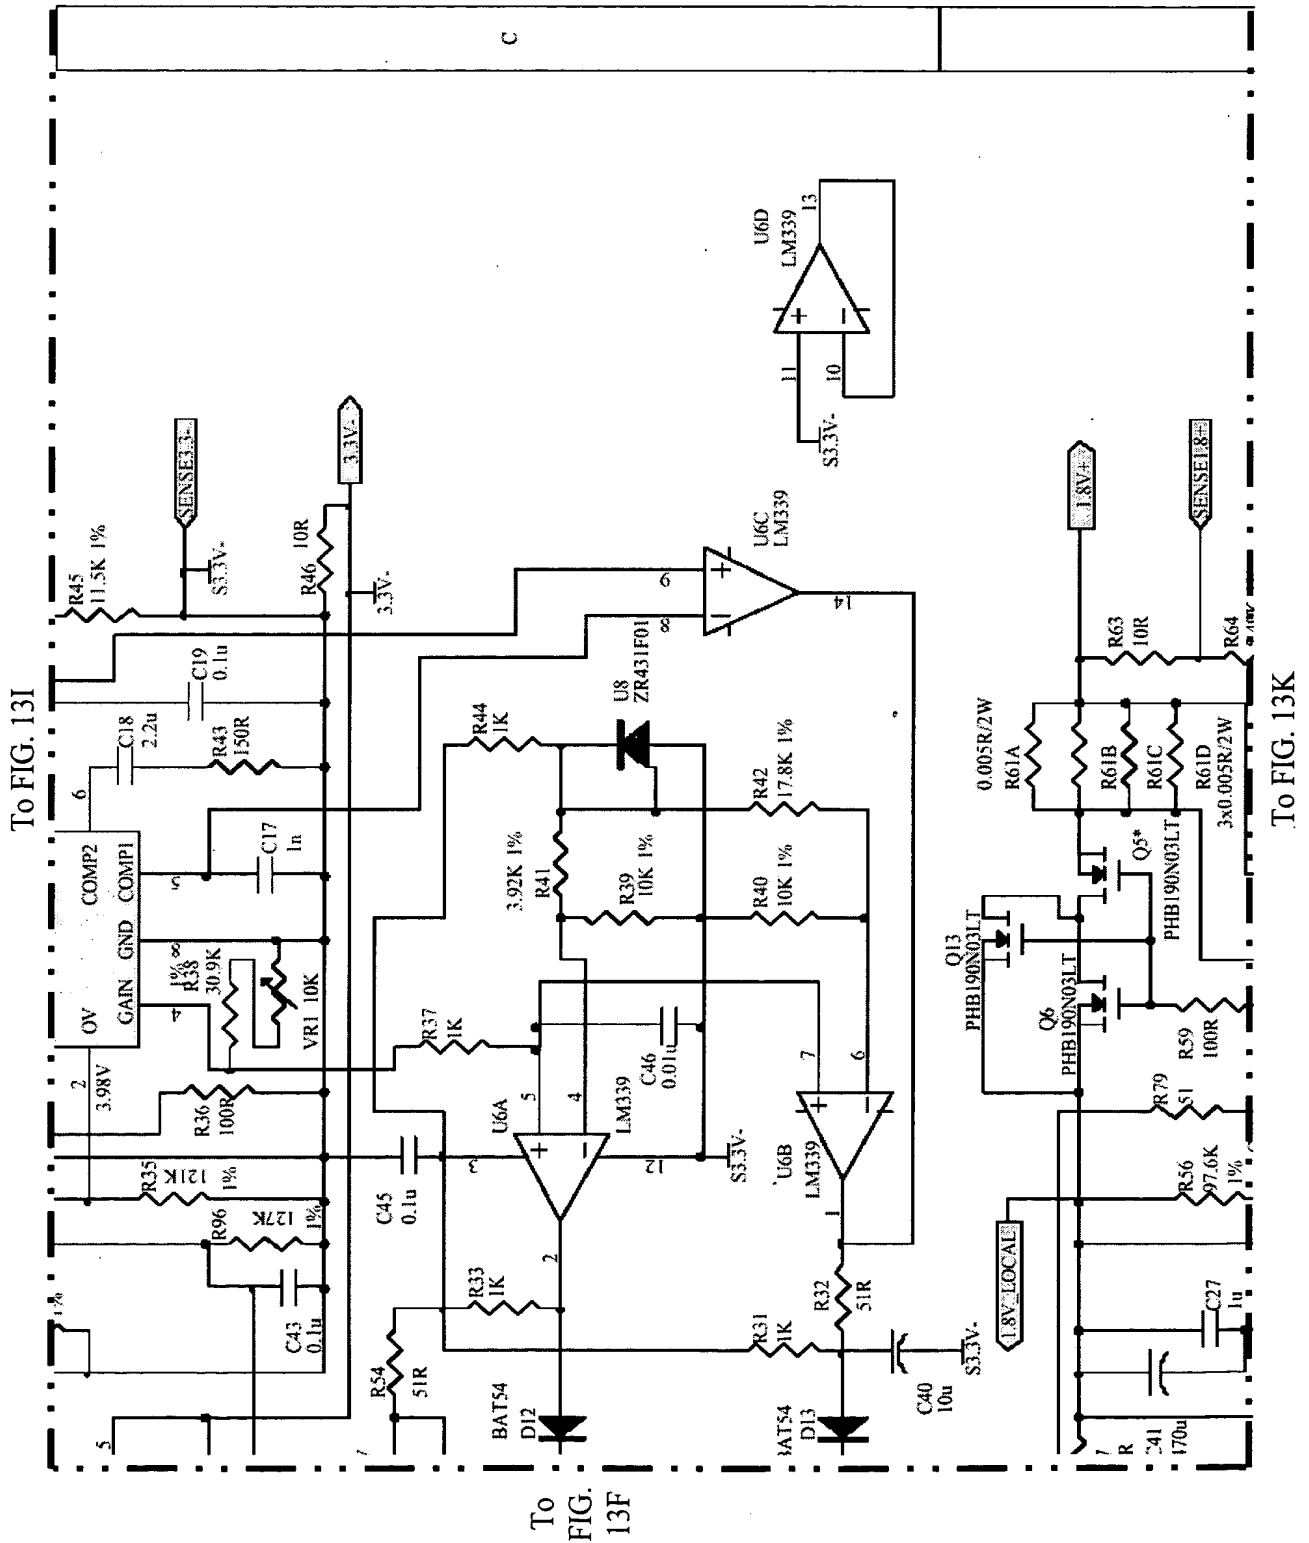 C
To FIG. 13I
To FIG. 13K
To
FIG.
13F
U6D
LM339
13
11
10
S3.3V-
SENSE3.3-
S3.3V-
3.3V-
3.3V-
R45
11.5K 1%
R46
10R
C19
0.1u
C18
2.2u
R43
150R
6
COMP2
COMP1
GND
GAIN
OV
5
8
4
2
3.98V
C17
1n
1%
R38
30.9K
VR1 10K
R36
100R
R35
121K
1%
R96
127K
1%
C43
0.1u
1%
5
U6C
LM339
9
8
14
U8
ZR431F01
R44
1K
3.92K 1%
R41
R39
10K 1%
R42
17.8K 1%
R40
10K 1%
R37
1K
C46
0.01u
U6A
LM339
5
4
3
12
2
S3.3V-
C45
0.1u
7
6
U6B
LM339
1
R33
1K
R54
51R
R31
1K
R32
51R
BAT54
D12
BAT54
D13
C40
10u
S3.3V-
1.8V+
SENSE1.8+
R63
10R
R64
0.005R/2W
R61A
R61B
R61C
R61D
3x0.005R/2W
Q5*
PHB190N03LT
Q13
PHB190N03LT
Q6
PHB190N03LT
R59
100R
R79
51
R56
97.6K
1%
1.8V_LOCAL
C27
1u
C41
470u
R